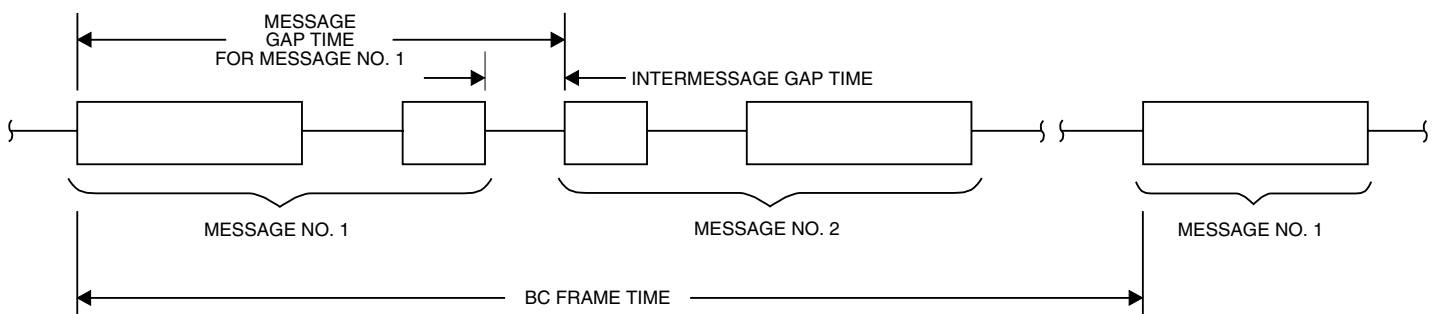 MESSAGE
GAP TIME
FOR MESSAGE NO. 1
INTERMESSAGE GAP TIME
MESSAGE NO. 1
MESSAGE NO. 2
MESSAGE NO. 1
BC FRAME TIME